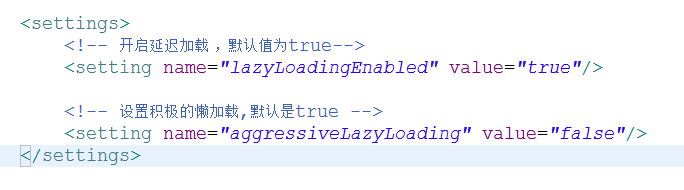 <settings>
<!-- 开启延迟加载 ，默认值为true-->
<setting name="lazyLoadingEnabled" value="true"/>
<!-- 设置积极的懒加载,默认是true -->
<setting name="aggressiveLazyLoading" value="false"/>
</settings>